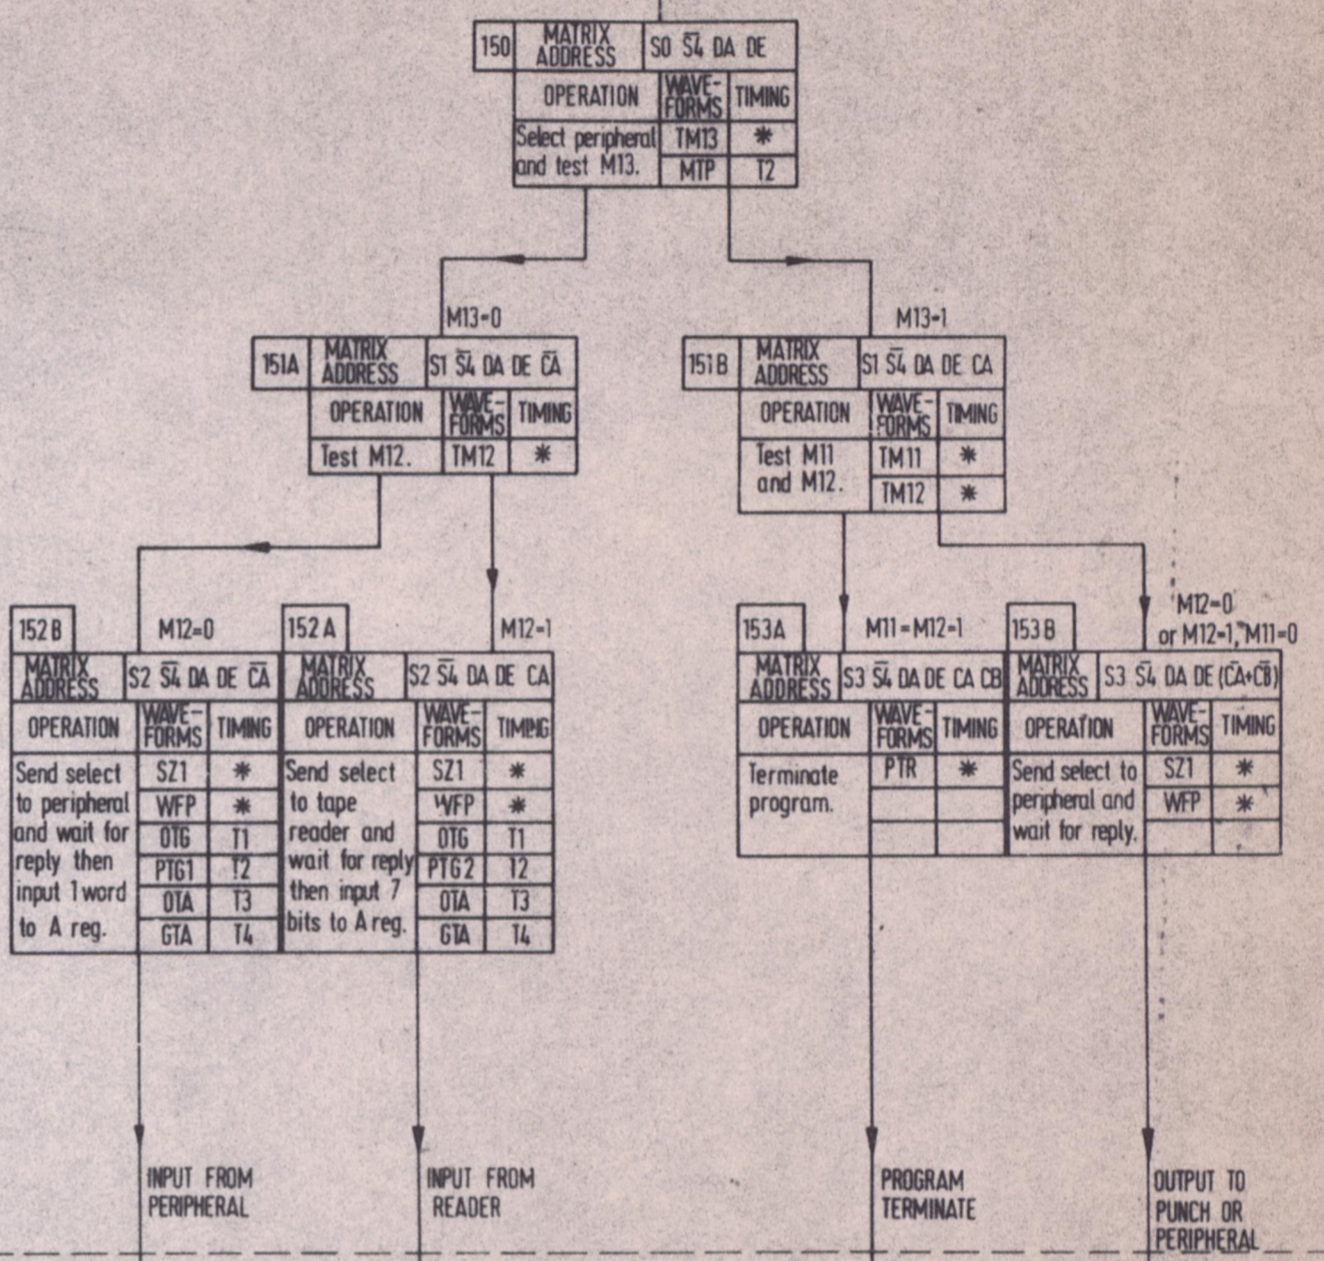 150 MATRIX ADDRESS S0 S̅4̅ DA DE
OPERATION WAVE-FORMS TIMING
Select peripheral TM13 *
and test M13. MTP T2
M13=0
M13=1
151A MATRIX ADDRESS S1 S̅4̅ DA DE C̅A̅
OPERATION WAVE-FORMS TIMING
Test M12. TM12 *
151B MATRIX ADDRESS S1 S̅4̅ DA DE CA
OPERATION WAVE-FORMS TIMING
Test M11 TM11 *
and M12. TM12 *
152B M12=0
MATRIX ADDRESS S2 S̅4̅ DA DE C̅A̅
OPERATION WAVE-FORMS TIMING
Send select SZ1 *
to peripheral WFP *
and wait for OTG T1
reply then PTG1 T2
input 1 word OTA T3
to A reg. GTA T4
152A M12=1
MATRIX ADDRESS S2 S̅4̅ DA DE CA
OPERATION WAVE-FORMS TIMING
Send select SZ1 *
to tape WFP *
reader and OTG T1
wait for reply PTG2 T2
then input 7 OTA T3
bits to A reg. GTA T4
153A M11=M12=1
MATRIX ADDRESS S3 S̅4̅ DA DE CA CB
OPERATION WAVE-FORMS TIMING
Terminate PTR *
program.
153B M12=0
or M12=1, M11=0
MATRIX ADDRESS S3 S̅4̅ DA DE (C̅A̅+C̅B̅)
OPERATION WAVE-FORMS TIMING
Send select to SZ1 *
peripheral and WFP *
wait for reply.
INPUT FROM
PERIPHERAL
INPUT FROM
READER
PROGRAM
TERMINATE
OUTPUT TO
PUNCH OR
PERIPHERAL